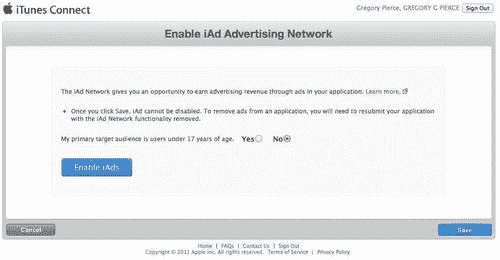 iTunes Connect
Gregory Pierce, GREGORY G PIERCE Sign Out
Enable iAd Advertising Network
The iAd Network gives you an opportunity to earn advertising revenue through ads in your application. Learn more.
• Once you click Save, iAd cannot be disabled. To remove ads from an application, you will need to resubmit your application
with the iAd Network functionality removed.
My primary target audience is users under 17 years of age. Yes No
Enable iAds
Cancel Save
Home | FAQs | Contact Us | Sign Out
Copyright © 2011 Apple Inc. All rights reserved. Terms of Service | Privacy Policy